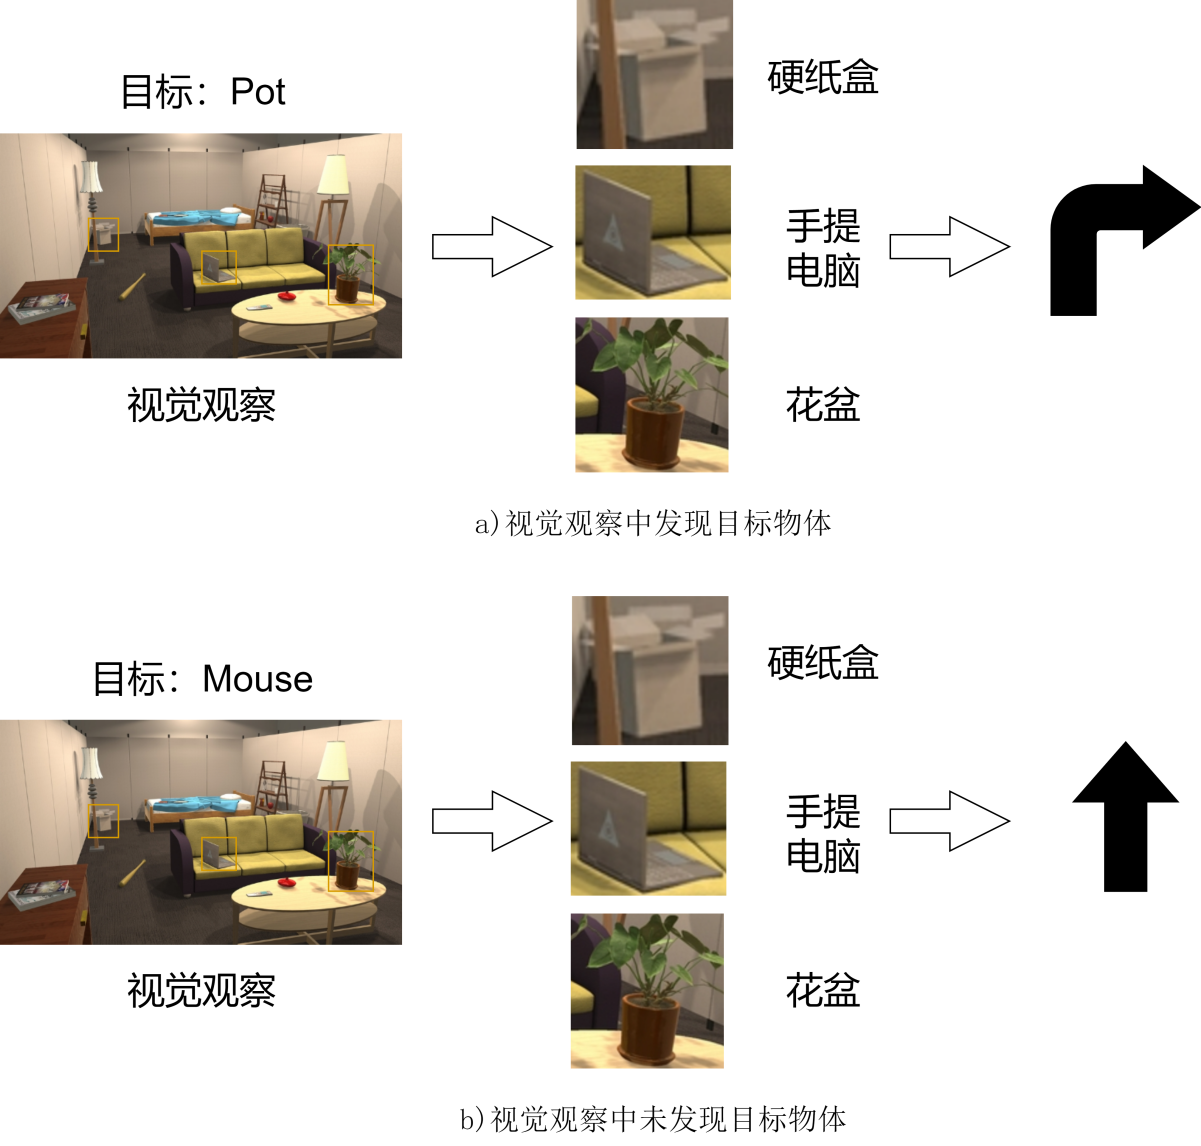 目标：Pot
硬纸盒
手提
电脑
花盆
视觉观察
a)视觉观察中发现目标物体
目标：Mouse
硬纸盒
手提
电脑
花盆
视觉观察
b)视觉观察中未发现目标物体